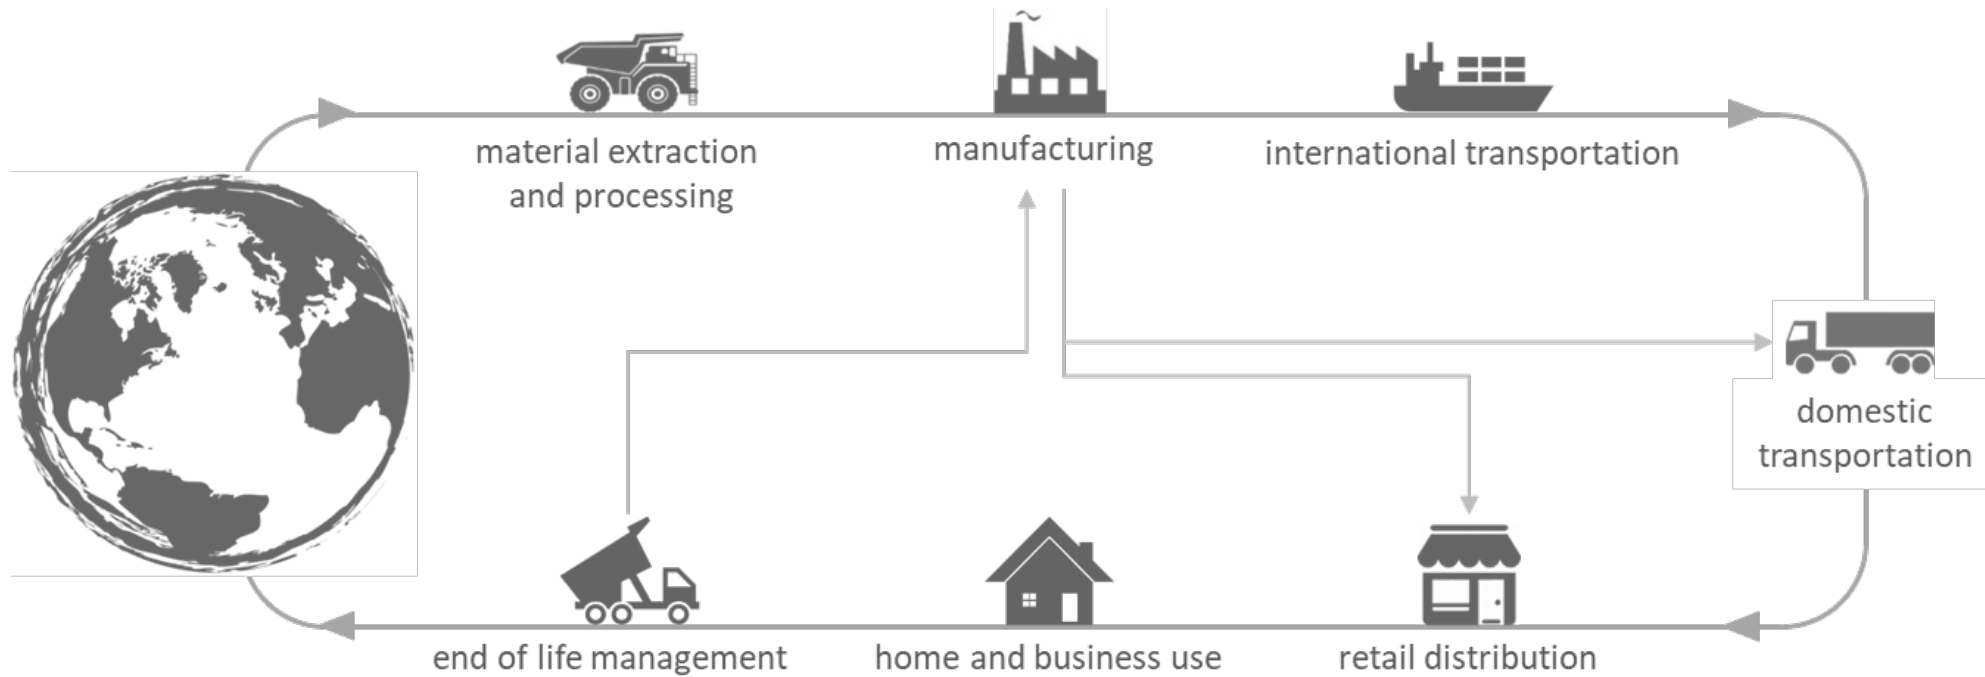 material extraction
and processing
manufacturing
international transportation
domestic
transportation
end of life management
home and business use
retail distribution